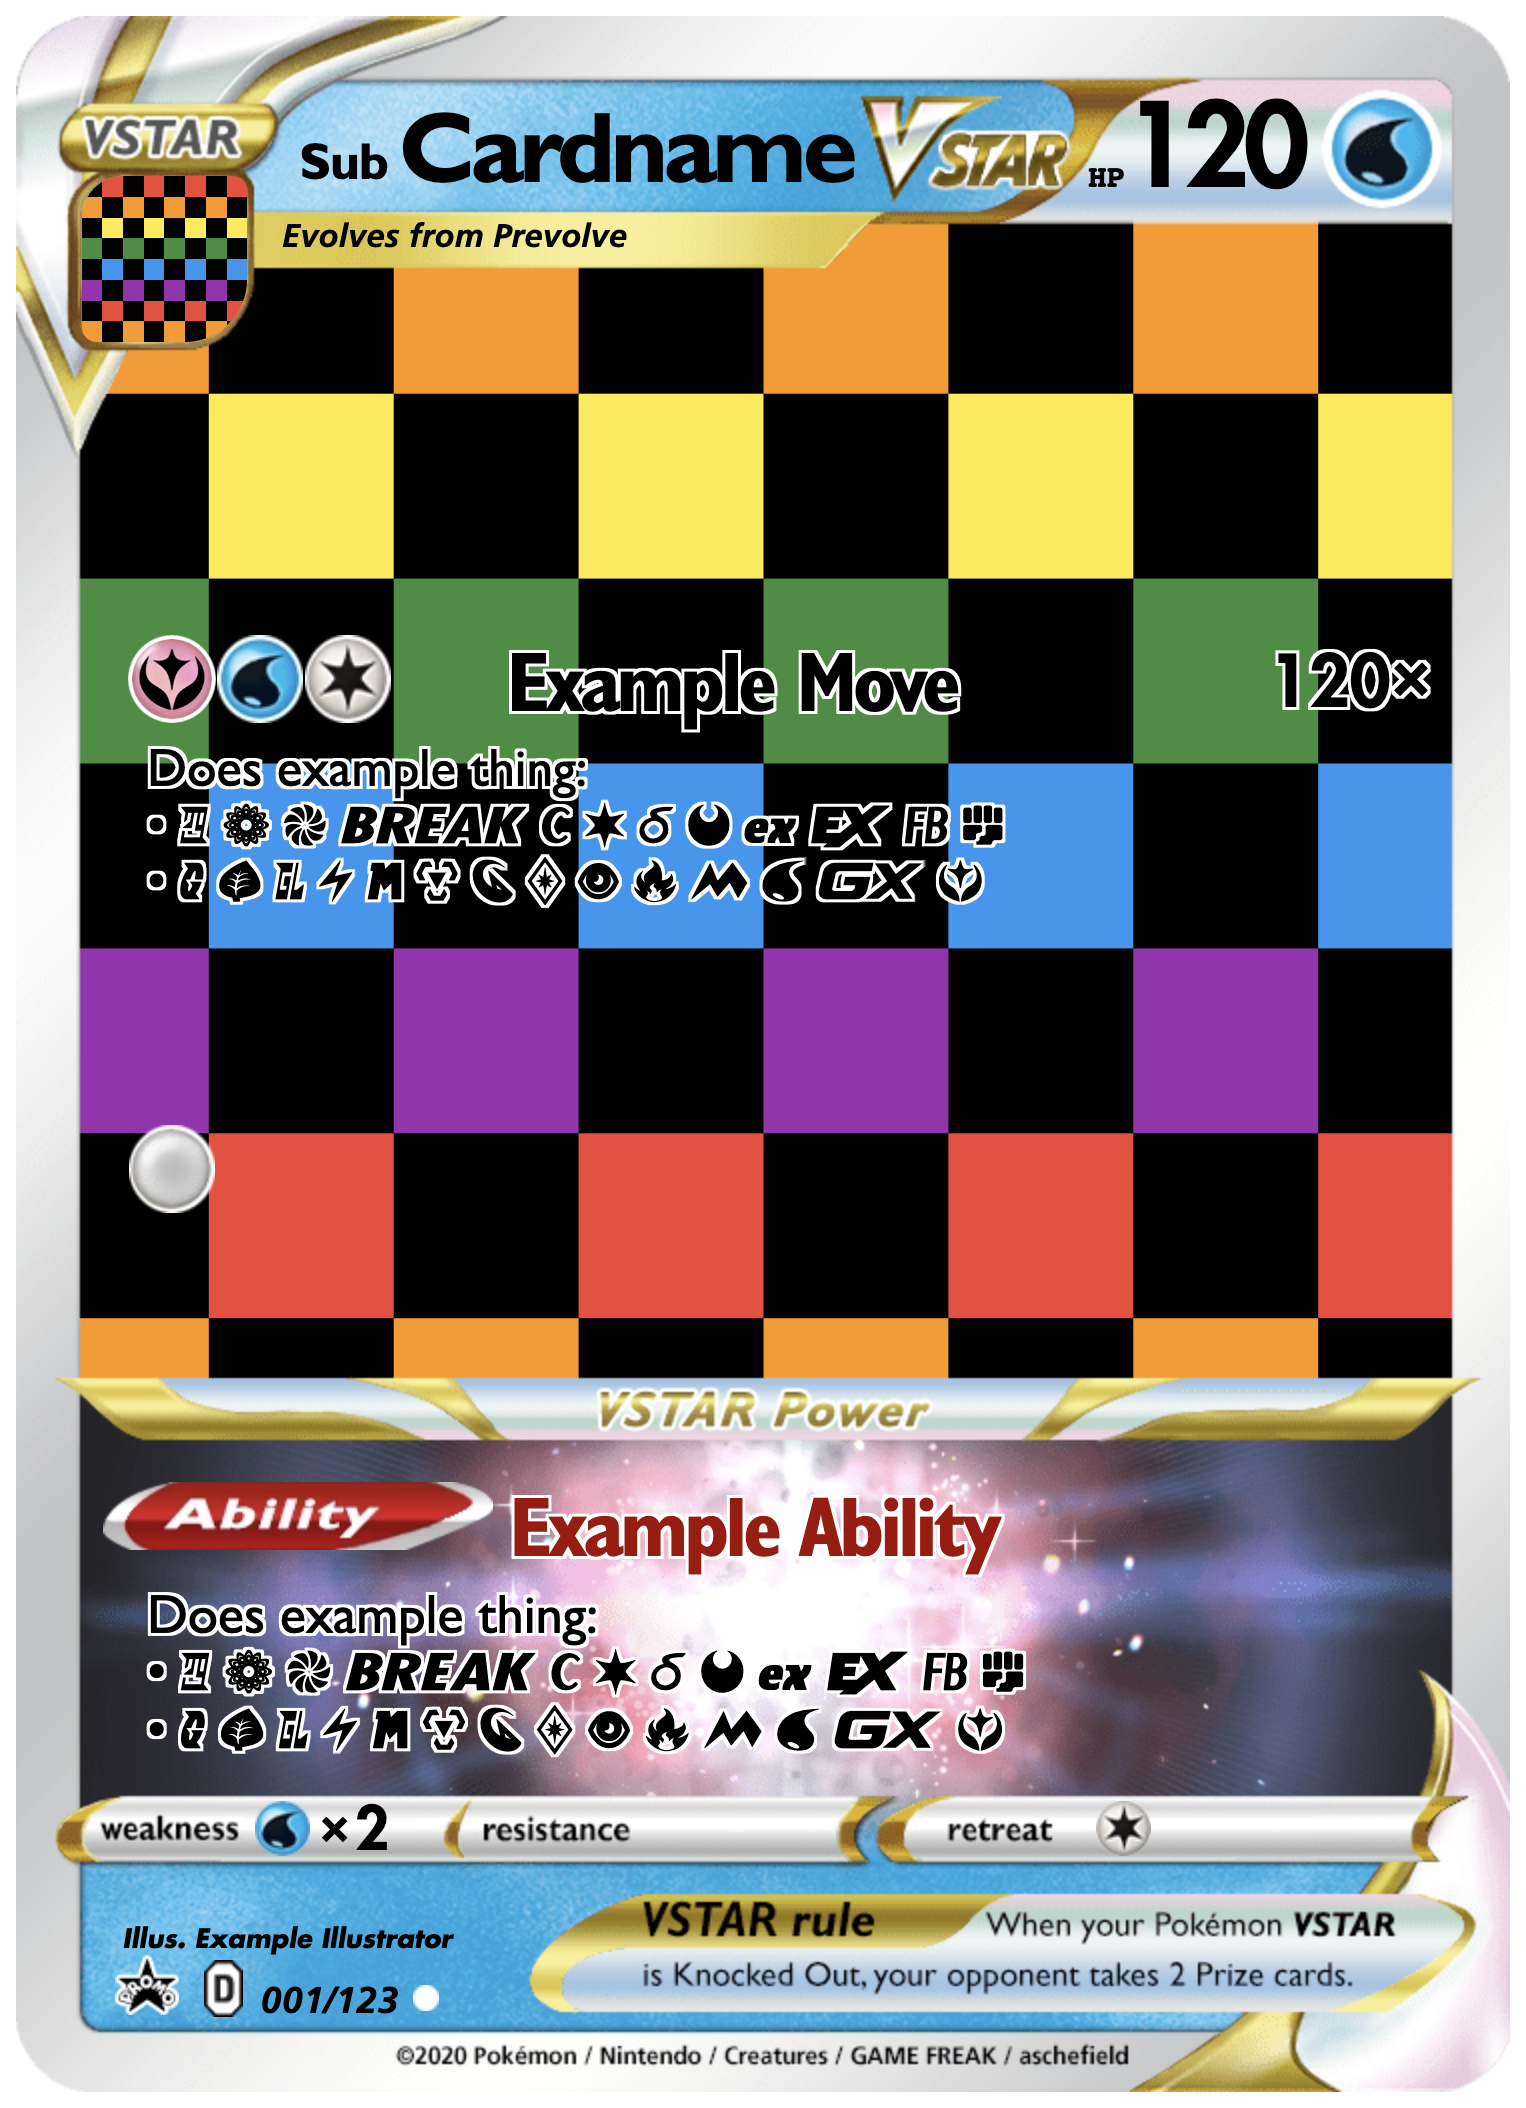 VSTAR
Sub Cardname VSTAR HP 120
Evolves from Prevolve
Example Move 120×
Does example thing:
• BREAK C δ ex EX FB
• G GL M GX
VSTAR Power
Ability Example Ability
Does example thing:
• BREAK C δ ex EX FB
• G GL M GX
weakness ×2 resistance retreat
VSTAR rule When your Pokémon VSTAR
is Knocked Out, your opponent takes 2 Prize cards.
Illus. Example Illustrator
PROMO D 001/123
©2020 Pokémon / Nintendo / Creatures / GAME FREAK / aschefield